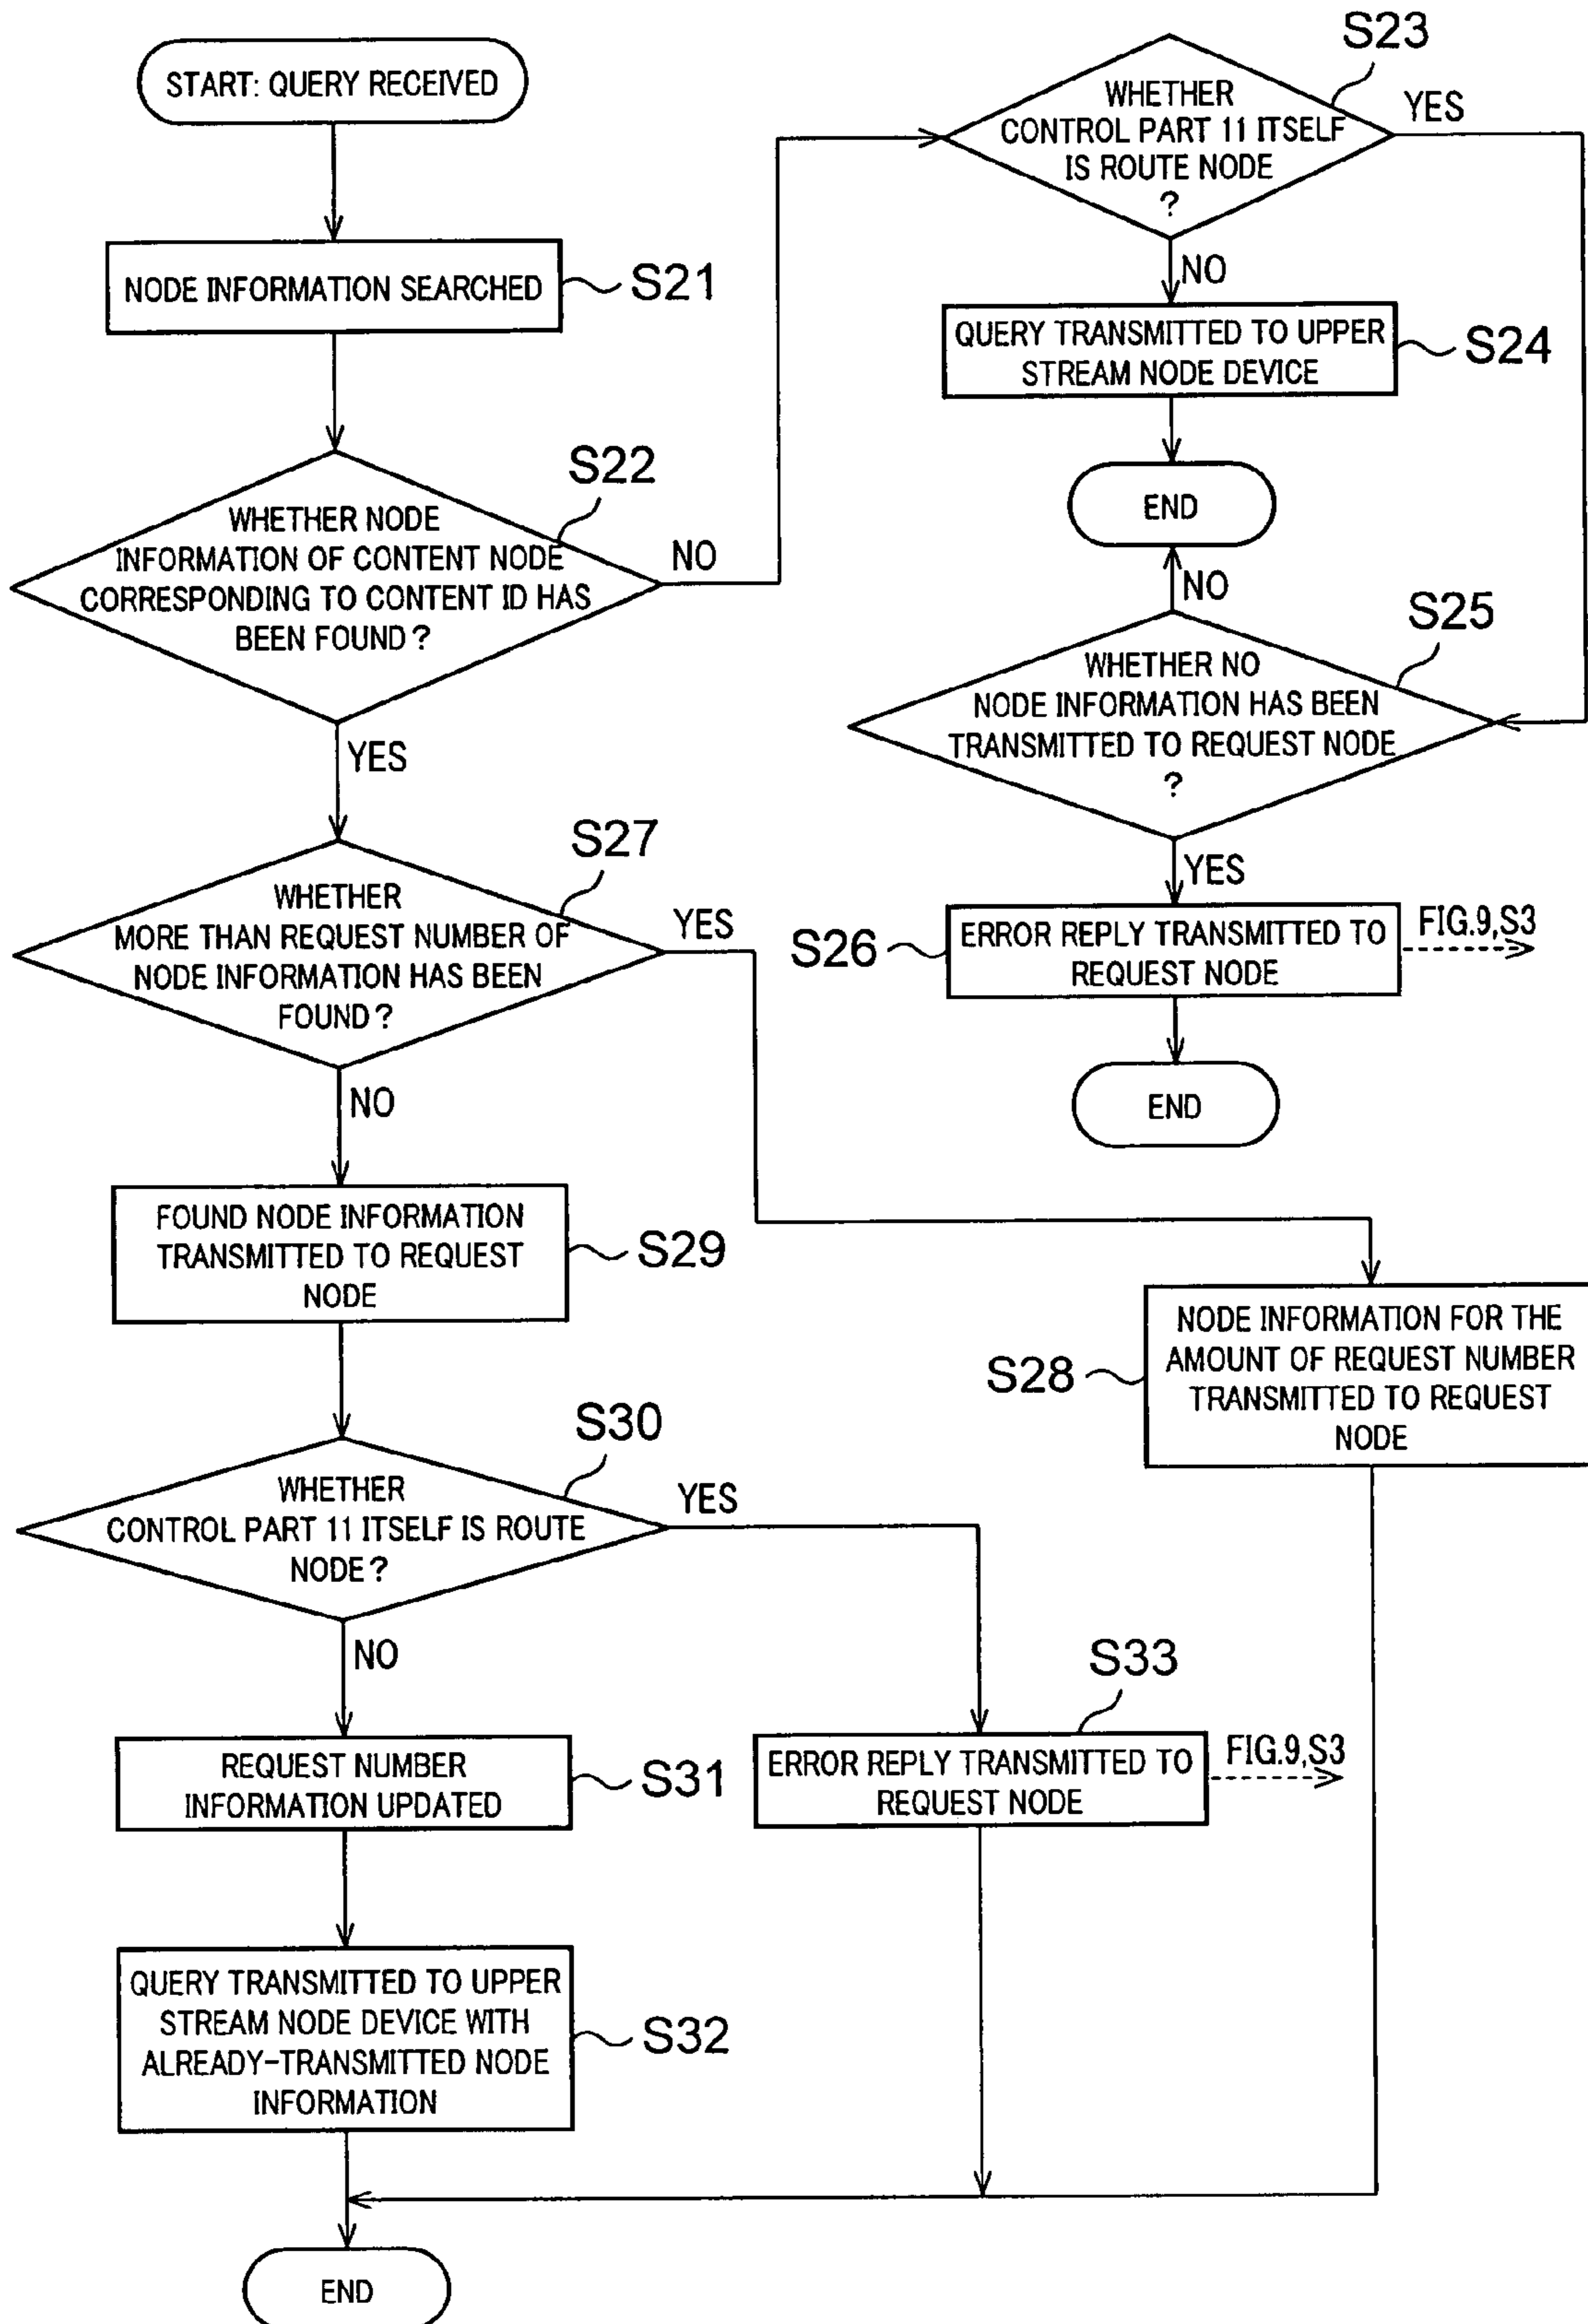 START: QUERY RECEIVED
NODE INFORMATION SEARCHED
S21
S22
WHETHER NODE
INFORMATION OF CONTENT NODE
CORRESPONDING TO CONTENT ID HAS
BEEN FOUND?
NO
YES
S23
WHETHER
CONTROL PART 11 ITSELF
IS ROUTE NODE
?
YES
NO
QUERY TRANSMITTED TO UPPER
STREAM NODE DEVICE
S24
END
NO
S25
WHETHER NO
NODE INFORMATION HAS BEEN
TRANSMITTED TO REQUEST NODE
?
YES
S26
ERROR REPLY TRANSMITTED TO
REQUEST NODE
FIG.9,S3
END
S27
WHETHER
MORE THAN REQUEST NUMBER OF
NODE INFORMATION HAS BEEN
FOUND?
YES
NO
S28
NODE INFORMATION FOR THE
AMOUNT OF REQUEST NUMBER
TRANSMITTED TO REQUEST
NODE
FOUND NODE INFORMATION
TRANSMITTED TO REQUEST
NODE
S29
S30
WHETHER
CONTROL PART 11 ITSELF IS ROUTE
NODE?
YES
NO
REQUEST NUMBER
INFORMATION UPDATED
S31
S33
ERROR REPLY TRANSMITTED TO
REQUEST NODE
FIG.9,S3
QUERY TRANSMITTED TO UPPER
STREAM NODE DEVICE WITH
ALREADY-TRANSMITTED NODE
INFORMATION
S32
END